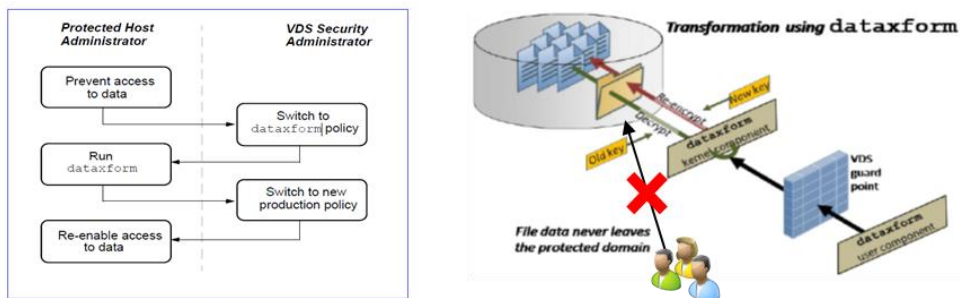 Protected Host
Administrator
VDS Security
Administrator
Prevent access
to data
Switch to
dataxform policy
Run
dataxform
Switch to new
production policy
Re-enable access
to data
Transformation using dataxform
Re-encrypt
New key
Decrypt
Old key
dataxform
kernel component
VDS
guard
point
File data never leaves
the protected domain
dataxform
user component